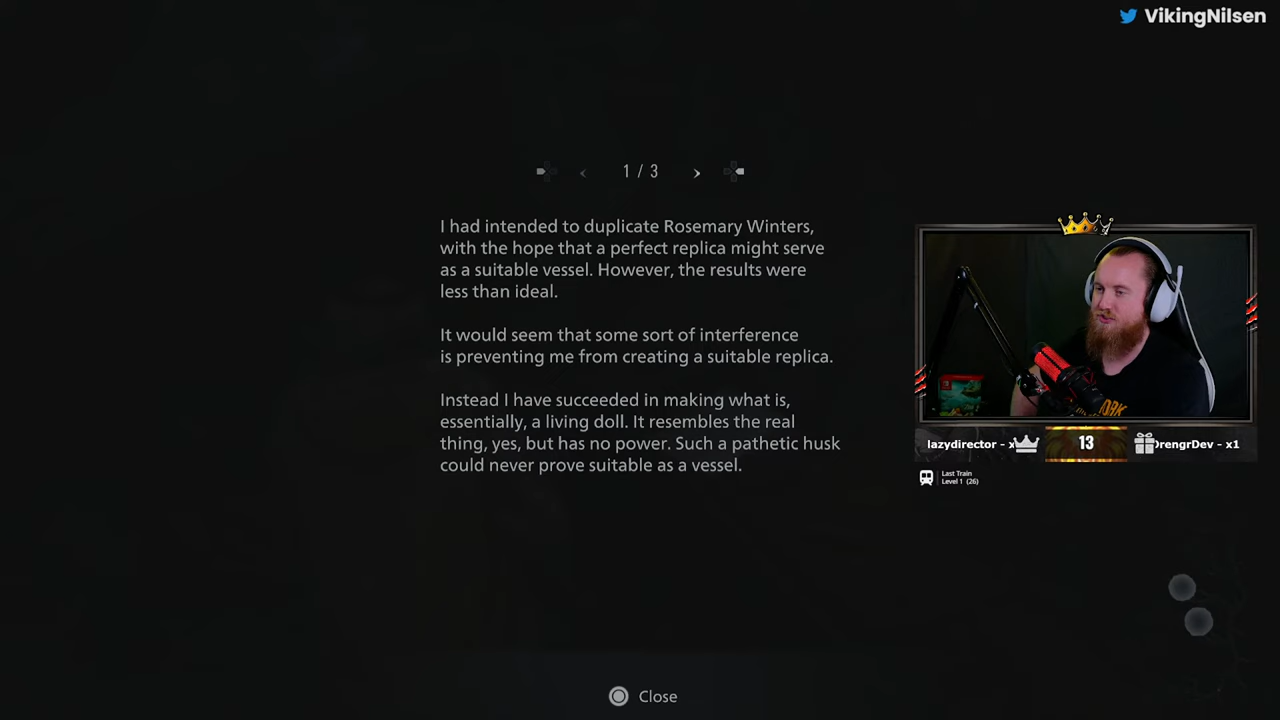 VikingNilsen
1 / 3
I had intended to duplicate Rosemary Winters,
with the hope that a perfect replica might serve
as a suitable vessel. However, the results were
less than ideal.
It would seem that some sort of interference
is preventing me from creating a suitable replica.
Instead I have succeeded in making what is,
essentially, a living doll. It resembles the real
thing, yes, but has no power. Such a pathetic husk
could never prove suitable as a vessel.
lazydirector - x
13
rengrDev - x1
Last Train
Level 1 (26)
Close